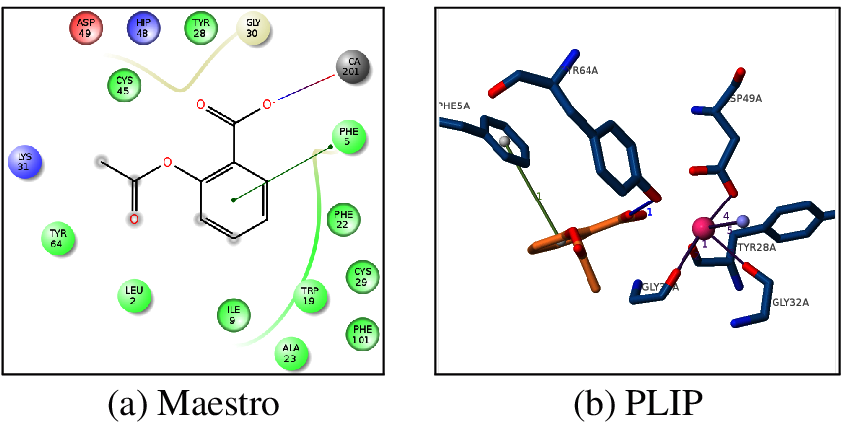 ASP 49
HIP 48
TYR 28
GLY 30
CA 201
CYS 45
O
O-
PHE 5
LYS 31
O
O
TYR 64
PHE 22
LEU 2
CYS 29
TRP 19
ILE 9
PHE 101
ALA 23
(a) Maestro
YR64A
PHE5A
SP49A
1
1
4
5
1
TYR28A
GLY
A
GLY32A
(b) PLIP